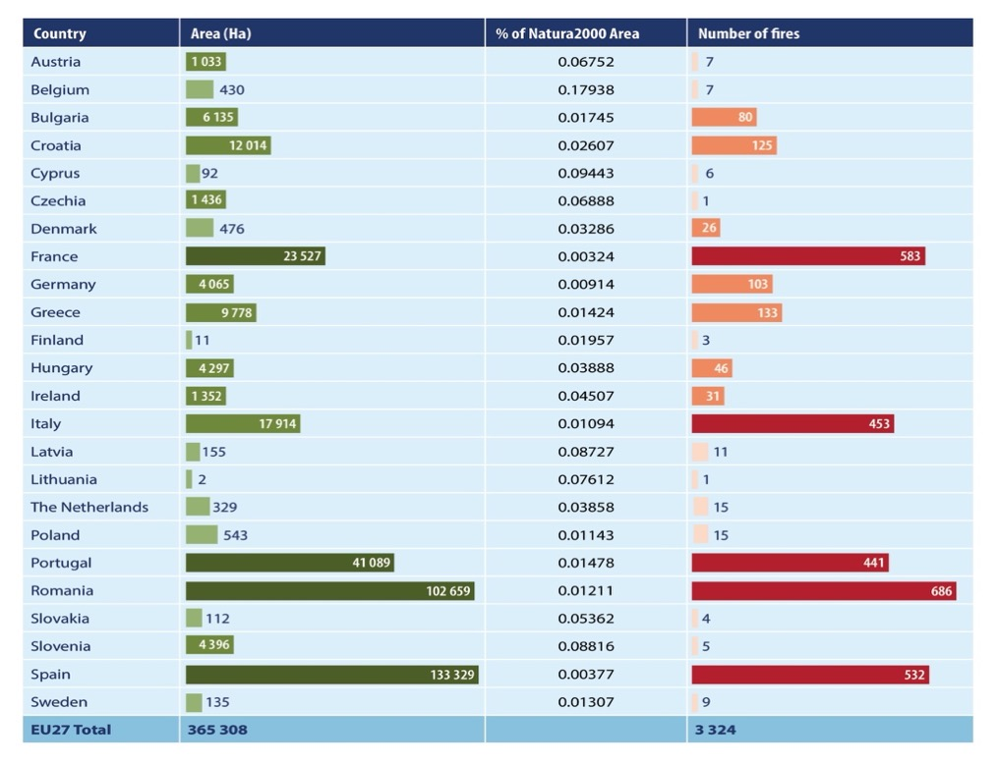 Country Area (Ha) % of Natura2000 Area Number of fires
Austria 1 033 0.06752 7
Belgium 430 0.17938 7
Bulgaria 6 135 0.01745 80
Croatia 12 014 0.02607 125
Cyprus 92 0.09443 6
Czechia 1 436 0.06888 1
Denmark 476 0.03286 26
France 23 527 0.00324 583
Germany 4 065 0.00914 103
Greece 9 778 0.01424 133
Finland 11 0.01957 3
Hungary 4 297 0.03888 46
Ireland 1 352 0.04507 31
Italy 17 914 0.01094 453
Latvia 155 0.08727 11
Lithuania 2 0.07612 1
The Netherlands 329 0.03858 15
Poland 543 0.01143 15
Portugal 41 089 0.01478 441
Romania 102 659 0.01211 686
Slovakia 112 0.05362 4
Slovenia 4 396 0.08816 5
Spain 133 329 0.00377 532
Sweden 135 0.01307 9
EU27 Total 365 308 3 324